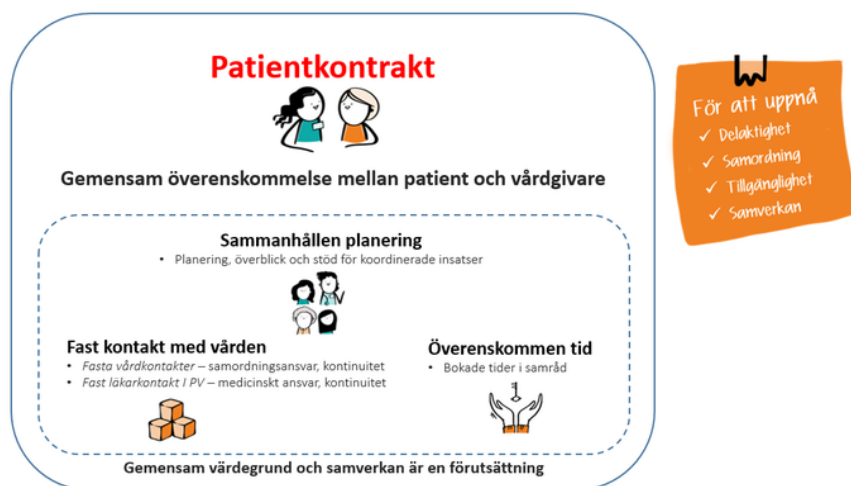 Patientkontrakt
Gemensam överenskommelse mellan patient och vårdgivare
Sammanhållen planering
• Planering, överblick och stöd för koordinerade insatser
Fast kontakt med vården
• Fasta vårdkontakter – samordningsansvar, kontinuitet
• Fast läkarkontakt I PV – medicinskt ansvar, kontinuitet
Överenskommen tid
• Bokade tider i samråd
Gemensam värdegrund och samverkan är en förutsättning
För att uppnå
✓ Delaktighet
✓ Samordning
✓ Tillgänglighet
✓ Samverkan